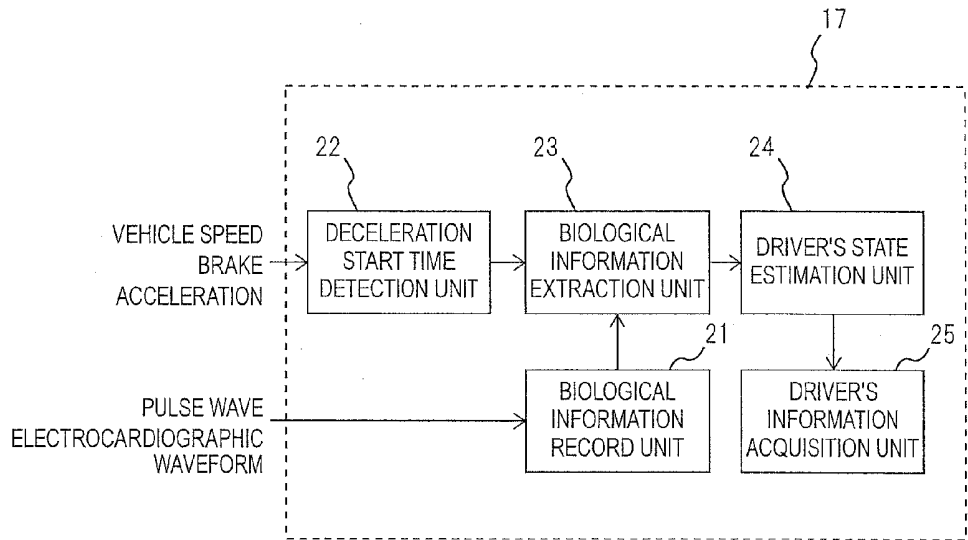 17
22
23
24
VEHICLE SPEED
BRAKE
ACCELERATION
DECELERATION
START TIME
DETECTION UNIT
BIOLOGICAL
INFORMATION
EXTRACTION UNIT
DRIVER'S STATE
ESTIMATION UNIT
21
25
PULSE WAVE
ELECTROCARDIOGRAPHIC
WAVEFORM
BIOLOGICAL
INFORMATION
RECORD UNIT
DRIVER'S
INFORMATION
ACQUISITION UNIT